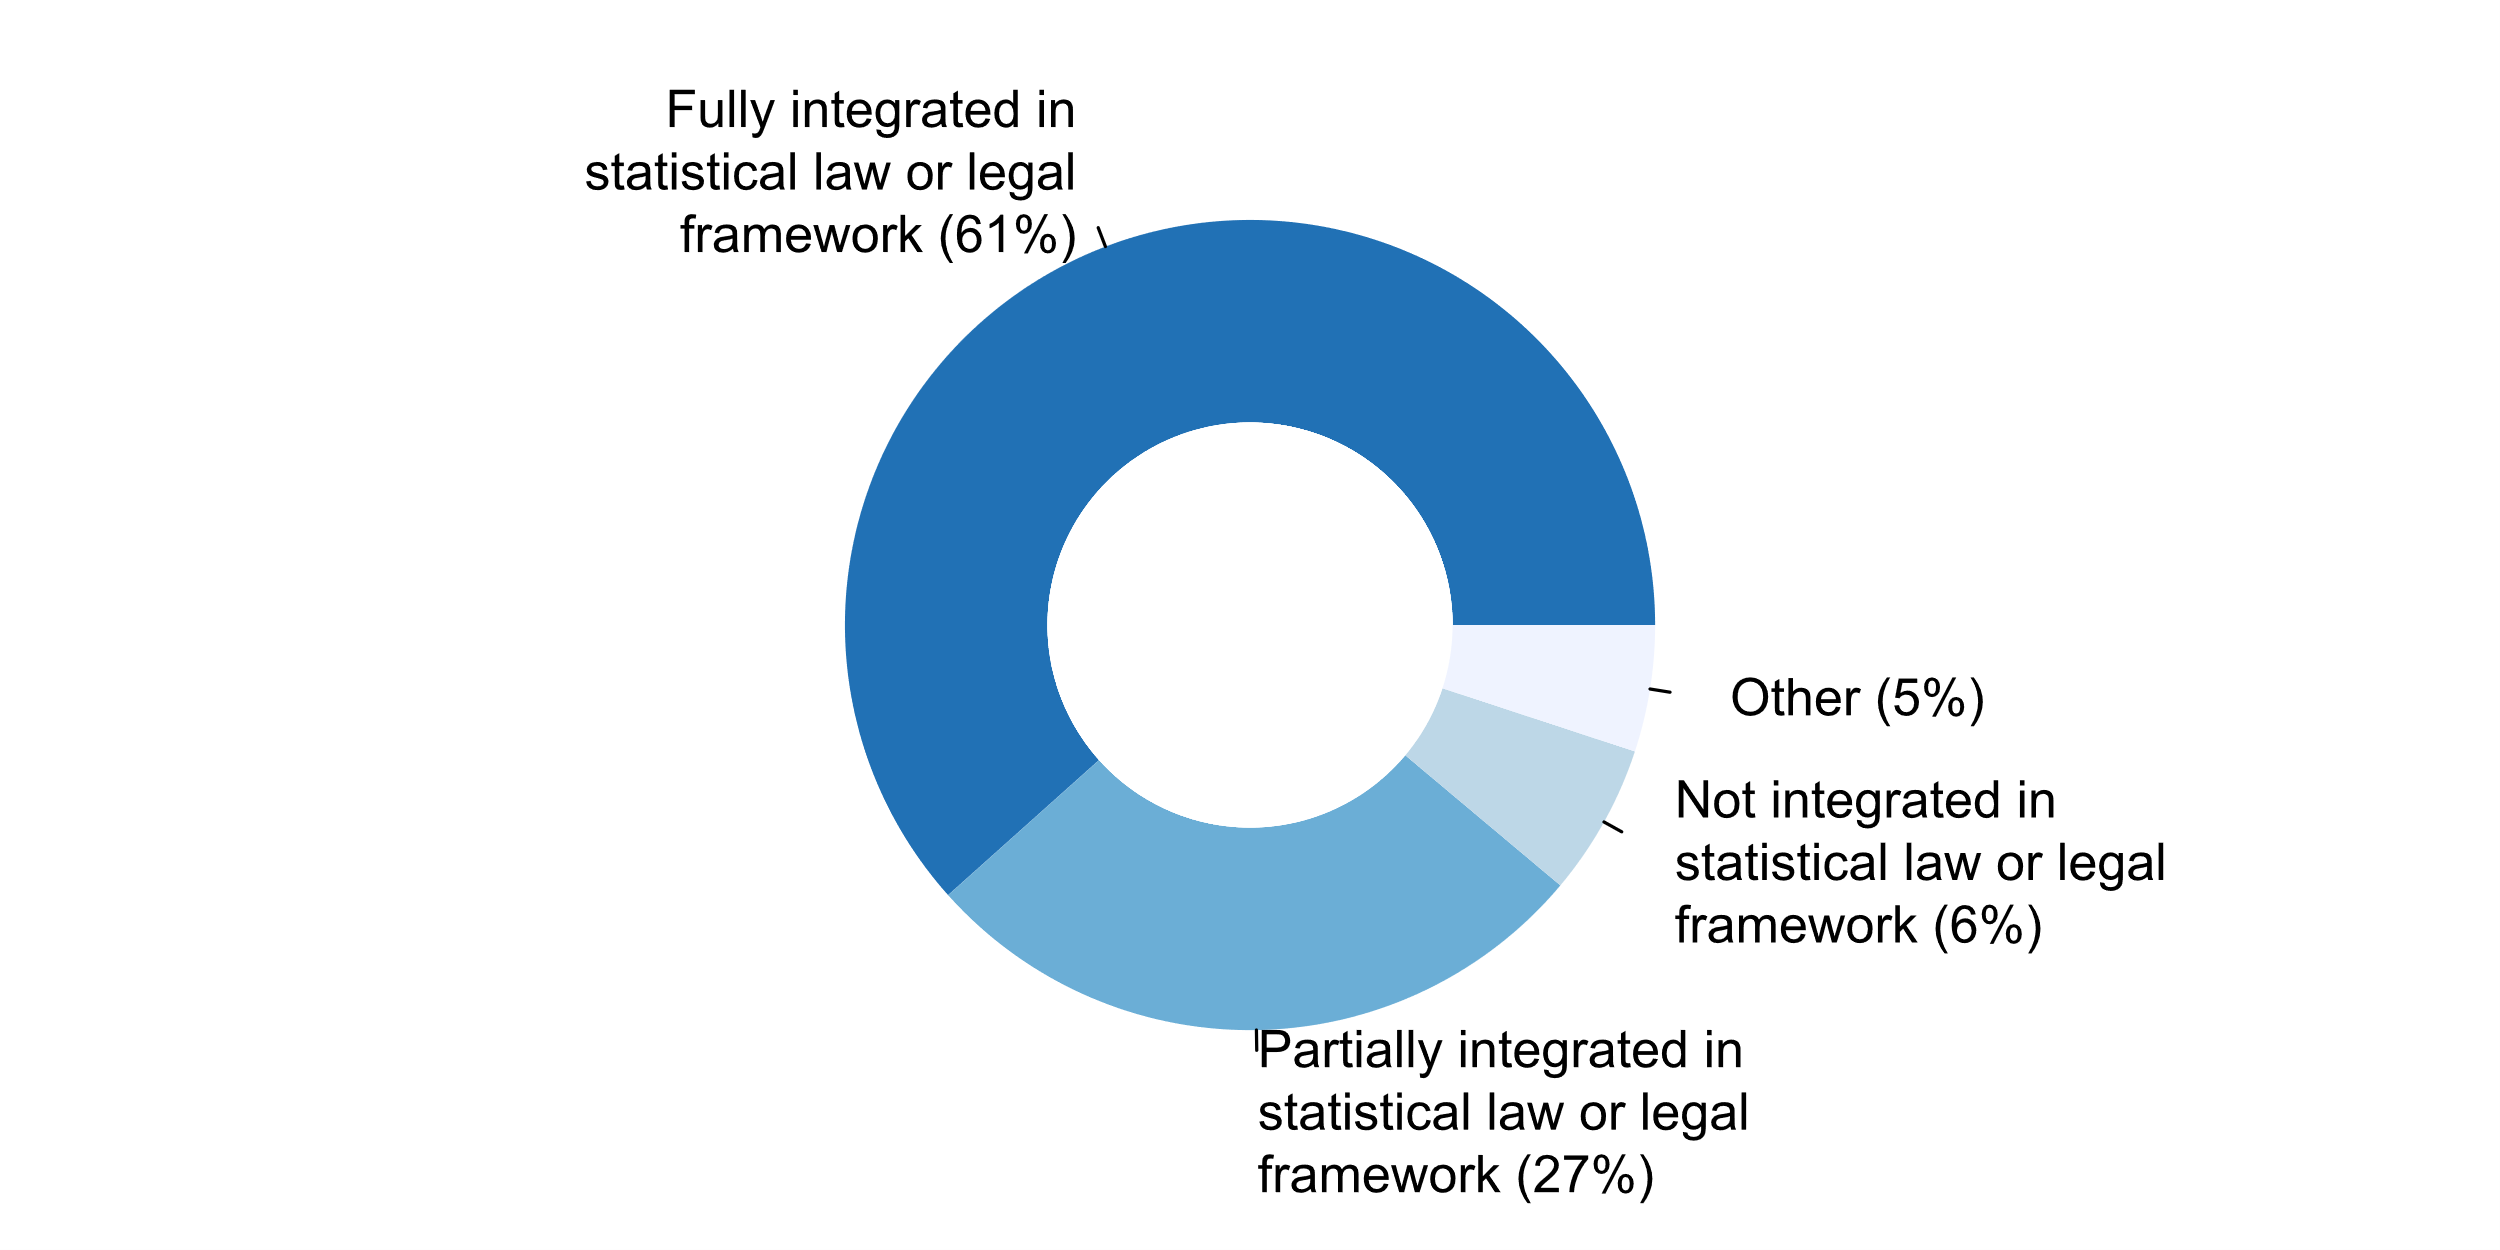 Fully integrated in
statistical law or legal
framework (61%)
Other (5%)
Not integrated in
statistical law or legal
framework (6%)
Partially integrated in
statistical law or legal
framework (27%)